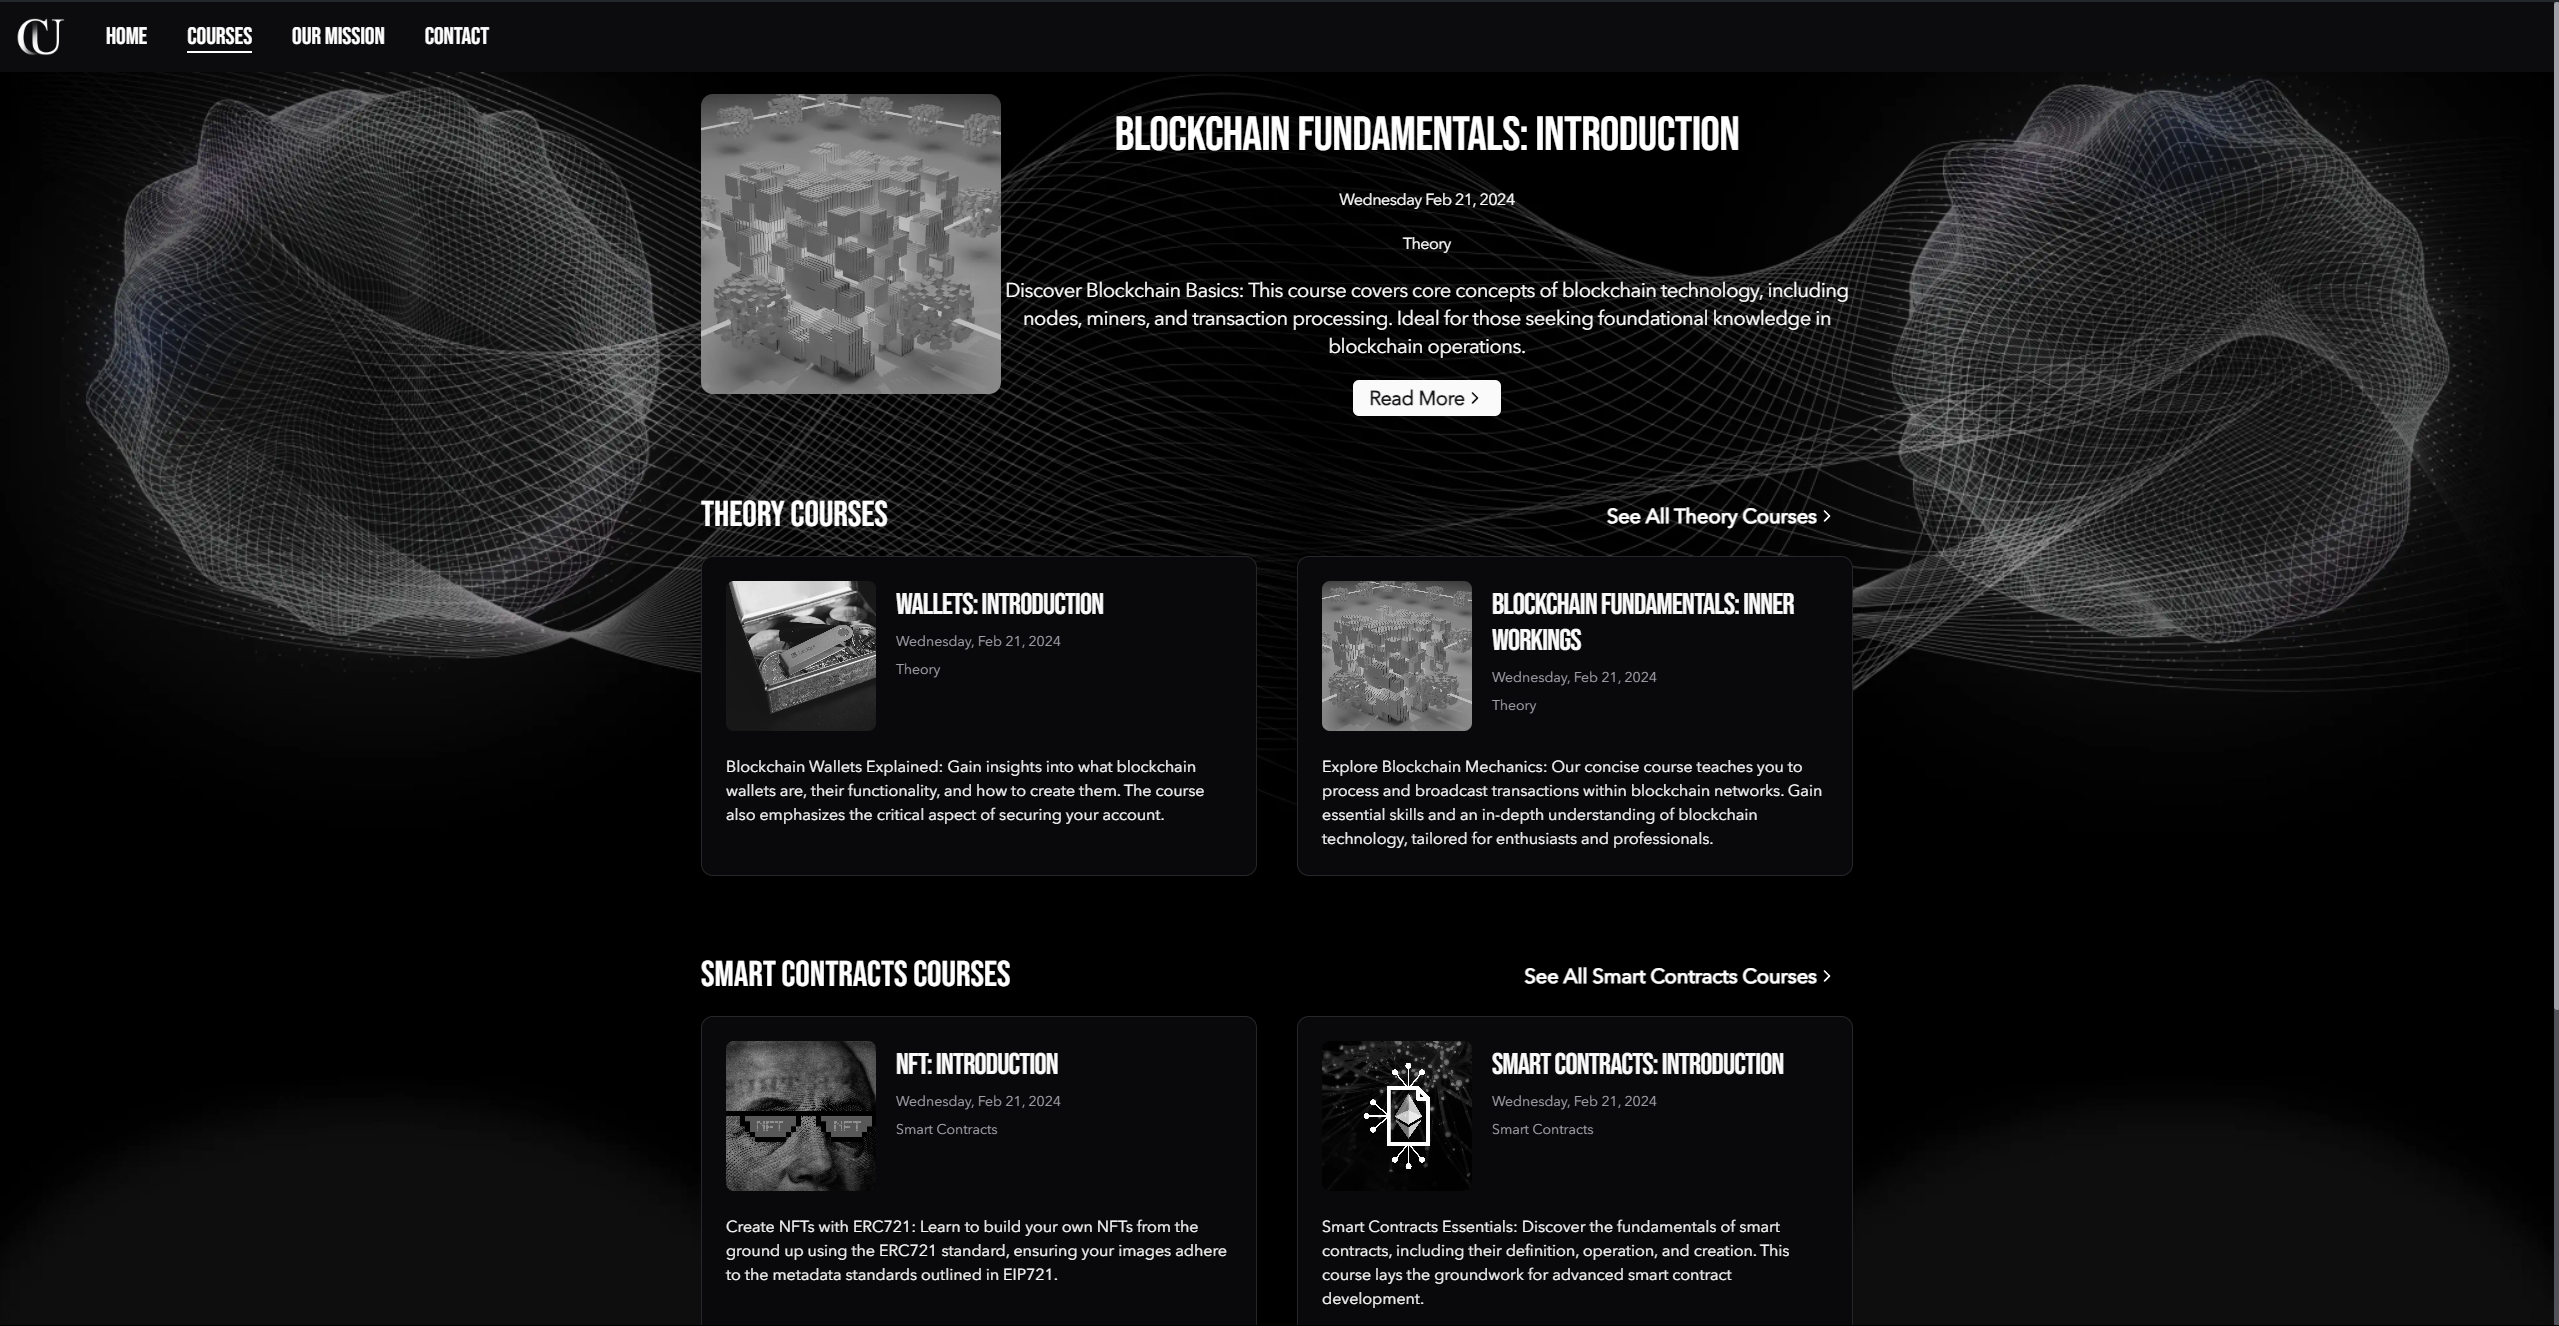 CU
HOME
COURSES
OUR MISSION
CONTACT
BLOCKCHAIN FUNDAMENTALS: INTRODUCTION
Wednesday Feb 21, 2024
Theory
Discover Blockchain Basics: This course covers core concepts of blockchain technology, including
nodes, miners, and transaction processing. Ideal for those seeking foundational knowledge in
blockchain operations.
Read More
THEORY COURSES
See All Theory Courses
WALLETS: INTRODUCTION
Wednesday, Feb 21, 2024
Theory
Blockchain Wallets Explained: Gain insights into what blockchain
wallets are, their functionality, and how to create them. The course
also emphasizes the critical aspect of securing your account.
BLOCKCHAIN FUNDAMENTALS: INNER
WORKINGS
Wednesday, Feb 21, 2024
Theory
Explore Blockchain Mechanics: Our concise course teaches you to
process and broadcast transactions within blockchain networks. Gain
essential skills and an in-depth understanding of blockchain
technology, tailored for enthusiasts and professionals.
SMART CONTRACTS COURSES
See All Smart Contracts Courses
NFT NFT
NFT: INTRODUCTION
Wednesday, Feb 21, 2024
Smart Contracts
Create NFTs with ERC721: Learn to build your own NFTs from the
ground up using the ERC721 standard, ensuring your images adhere
to the metadata standards outlined in EIP721.
SMART CONTRACTS: INTRODUCTION
Wednesday, Feb 21, 2024
Smart Contracts
Smart Contracts Essentials: Discover the fundamentals of smart
contracts, including their definition, operation, and creation. This
course lays the groundwork for advanced smart contract
development.